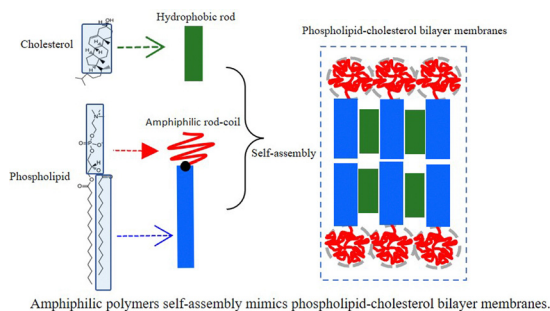 Hydrophobic rod
Phospholipid-cholesterol bilayer membranes
Cholesterol
Amphiphilic rod-coil
Self-assembly
Phospholipid
Amphiphilic polymers self-assembly mimics phospholipid-cholesterol bilayer membranes.